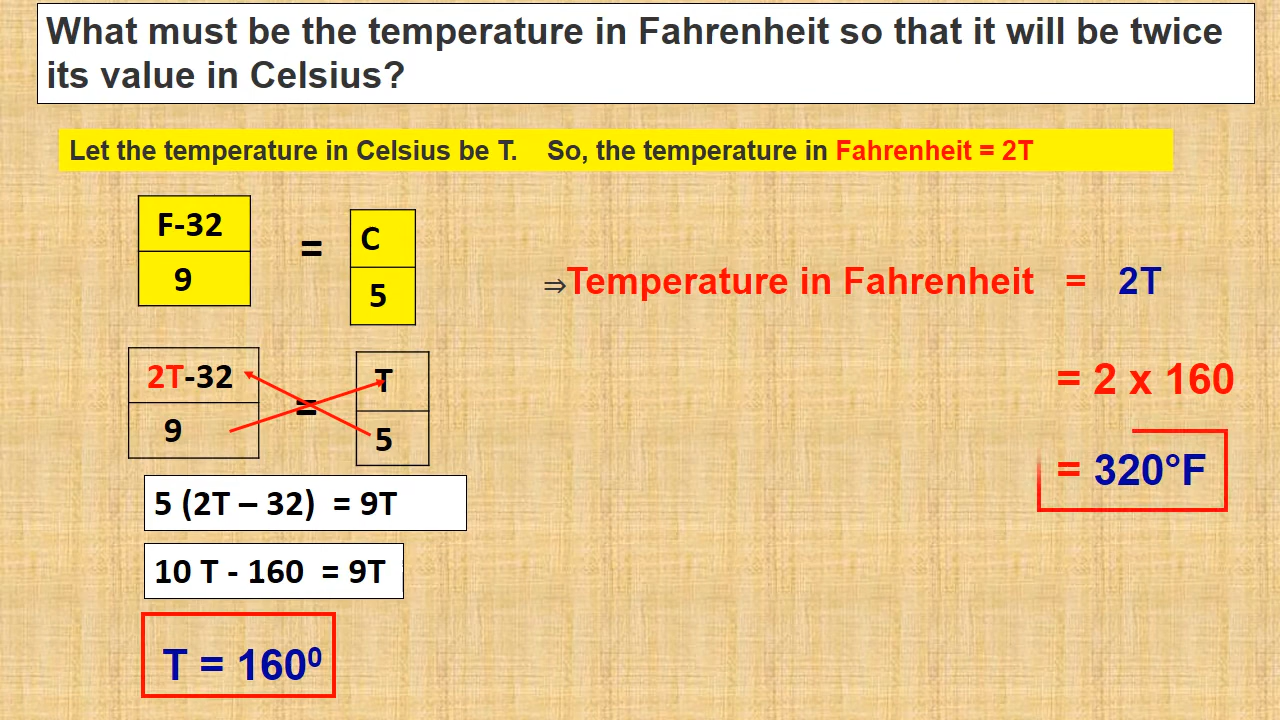 What must be the temperature in Fahrenheit so that it will be twice
its value in Celsius?
Let the temperature in Celsius be T. So, the temperature in Fahrenheit = 2T
F-32
9
=
C
5
2T-32
9
=
T
5
5 (2T – 32) = 9T
10 T - 160 = 9T
T = 160⁰
⇒Temperature in Fahrenheit = 2T
= 2 x 160
= 320°F